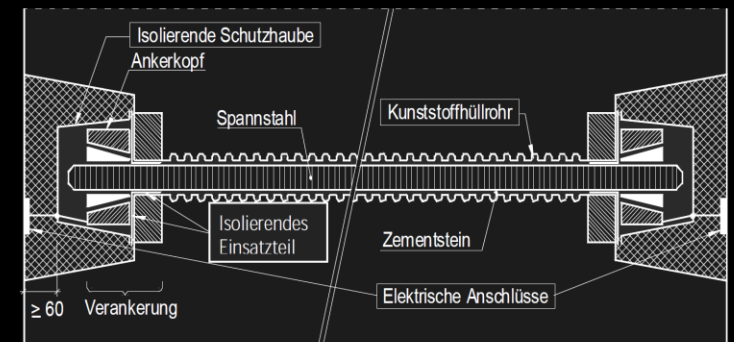 Isolierende Schutzhaube
Ankerkopf
Spannstahl
Kunststoffhüllrohr
Isolierendes
Einsatzteil
Zementstein
Elektrische Anschlüsse
≥ 60
Verankerung